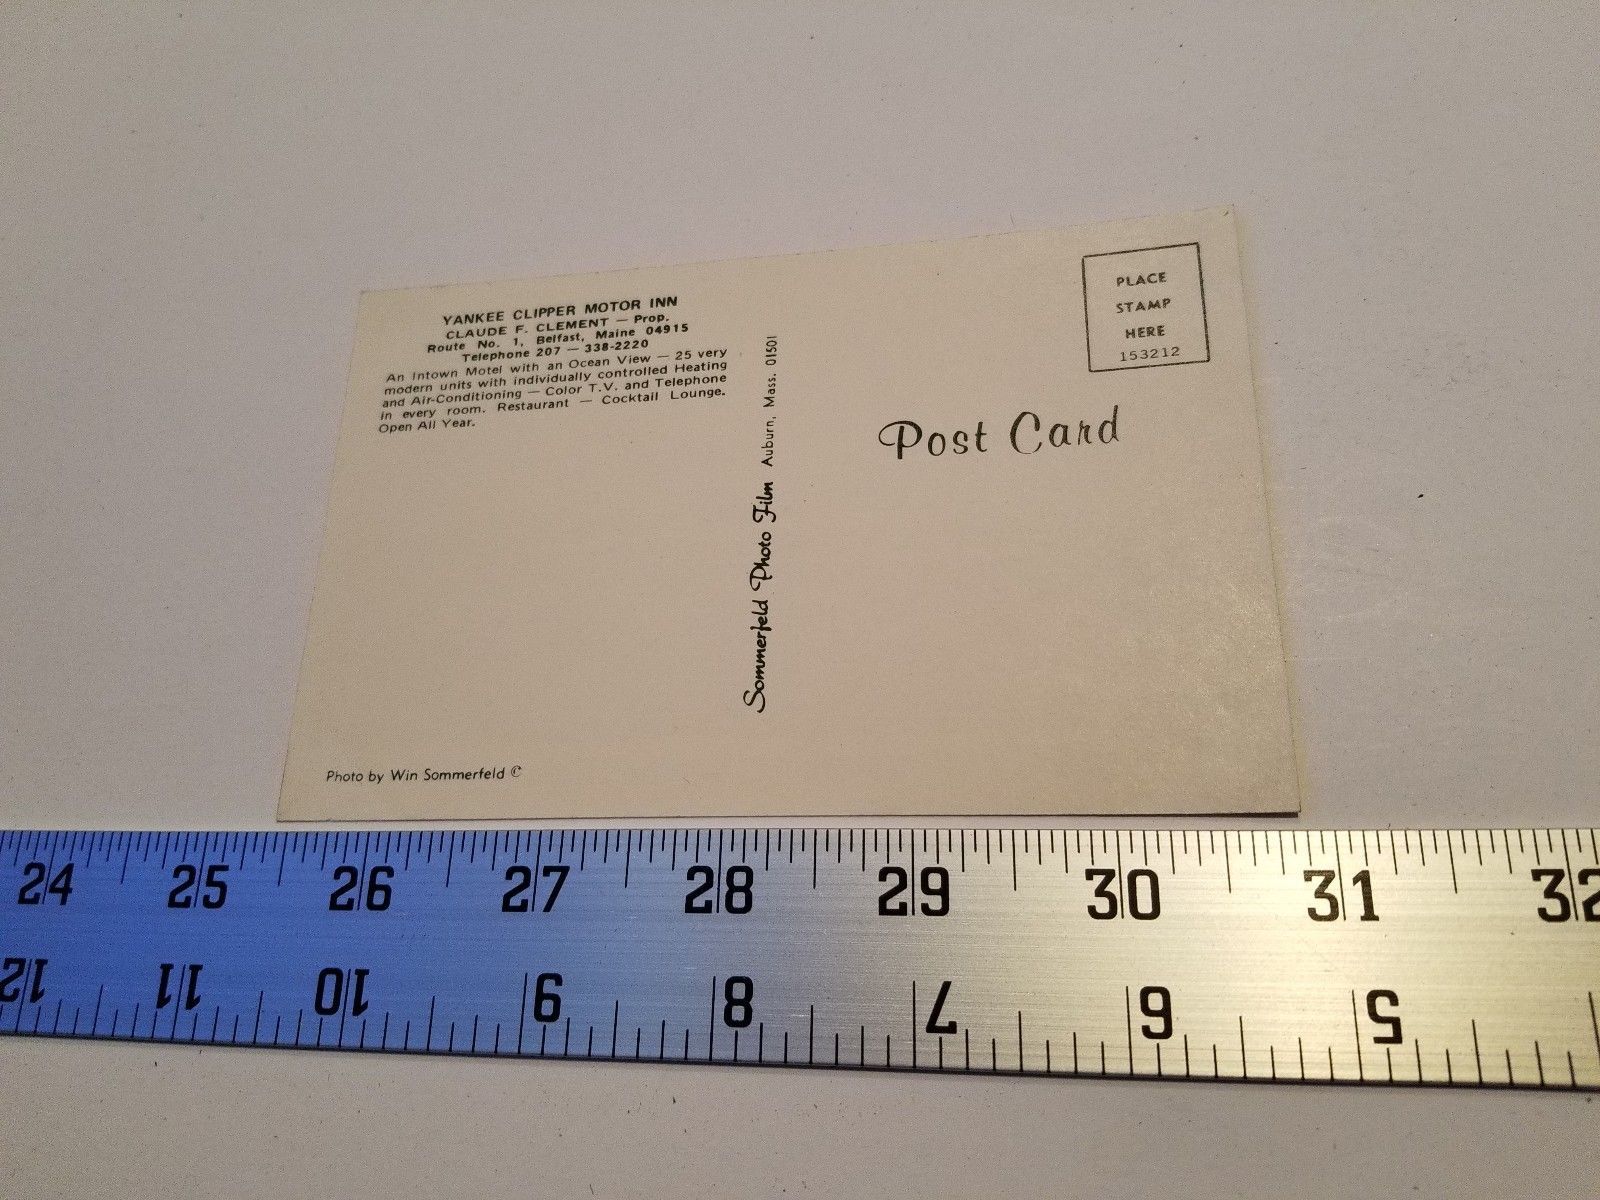 YANKEE CLIPPER MOTOR INN
CLAUDE F. CLEMENT — Prop.
Route No. 1, Belfast, Maine 04915
Telephone 207 — 338-2220
An Intown Motel with an Ocean View — 25 very
modern units with individually controlled Heating
and Air-Conditioning — Color T.V. and Telephone
in every room. Restaurant — Cocktail Lounge.
Open All Year.
Photo by Win Sommerfeld ©
Sommerfeld Photo Film Auburn, Mass. 01501
PLACE
STAMP
HERE
153212
Post Card
24 25 26 27 28 29 30 31 32
12 11 10 9 8 7 6 5